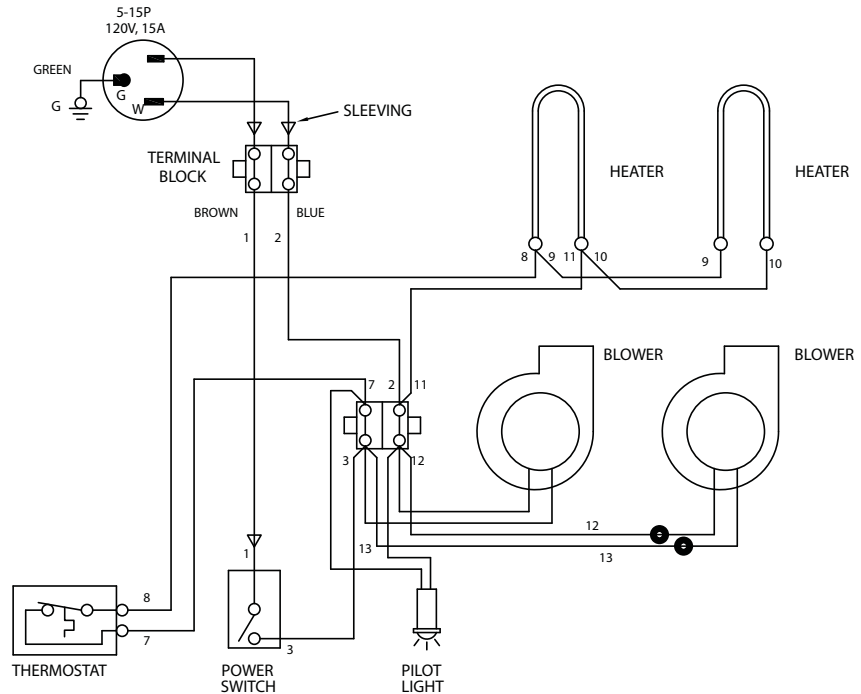 5-15P
120V, 15A
GREEN
G
G
W
SLEEVING
TERMINAL
BLOCK
BROWN
BLUE
1
2
HEATER
HEATER
8
9
11
10
9
10
BLOWER
BLOWER
7
2
11
3
12
12
13
13
1
8
7
3
THERMOSTAT
POWER
SWITCH
PILOT
LIGHT